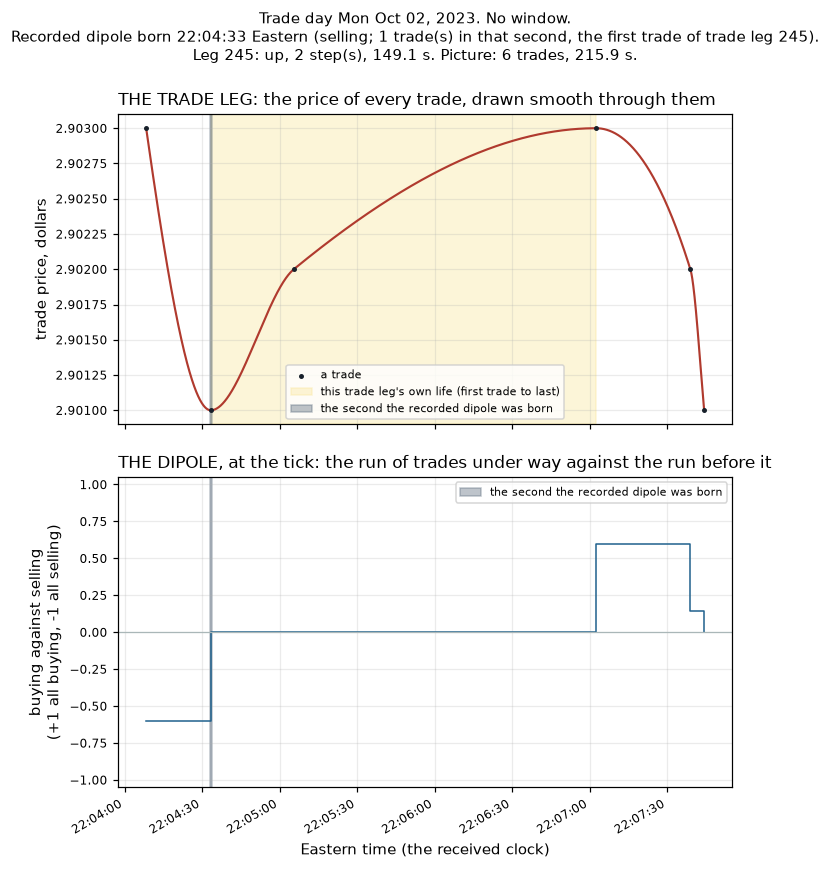 Trade day Mon Oct 02, 2023. No window.
Recorded dipole born 22:04:33 Eastern (selling; 1 trade(s) in that second, the first trade of trade leg 245).
Leg 245: up, 2 step(s), 149.1 s. Picture: 6 trades, 215.9 s.
THE TRADE LEG: the price of every trade, drawn smooth through them
trade price, dollars
2.90300
2.90275
2.90250
2.90225
2.90200
2.90175
2.90150
2.90125
2.90100
a trade
this trade leg's own life (first trade to last)
the second the recorded dipole was born
THE DIPOLE, at the tick: the run of trades under way against the run before it
buying against selling
(+1 all buying, -1 all selling)
1.00
0.75
0.50
0.25
0.00
−0.25
−0.50
−0.75
−1.00
the second the recorded dipole was born
22:04:00
22:04:30
22:05:00
22:05:30
22:06:00
22:06:30
22:07:00
22:07:30
Eastern time (the received clock)